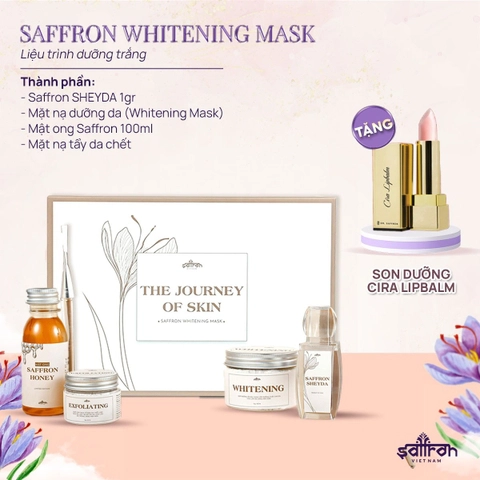 SAFFRON WHITENING MASK
Liệu trình dưỡng trắng
Thành phần:
- Saffron SHEYDA 1gr
- Mặt nạ dưỡng da (Whitening Mask)
- Mật ong Saffron 100ml
- Mặt nạ tẩy da chết
TẶNG
Cira Lipbalm
SON DƯỠNG
CIRA LIPBALM
saffron
THE JOURNEY
OF SKIN
SAFFRON WHITENING MASK
SAFFRON
HONEY
EXFOLIATING
WHITENING
SAFFRON
SHEYDA
saffron
VIETNAM